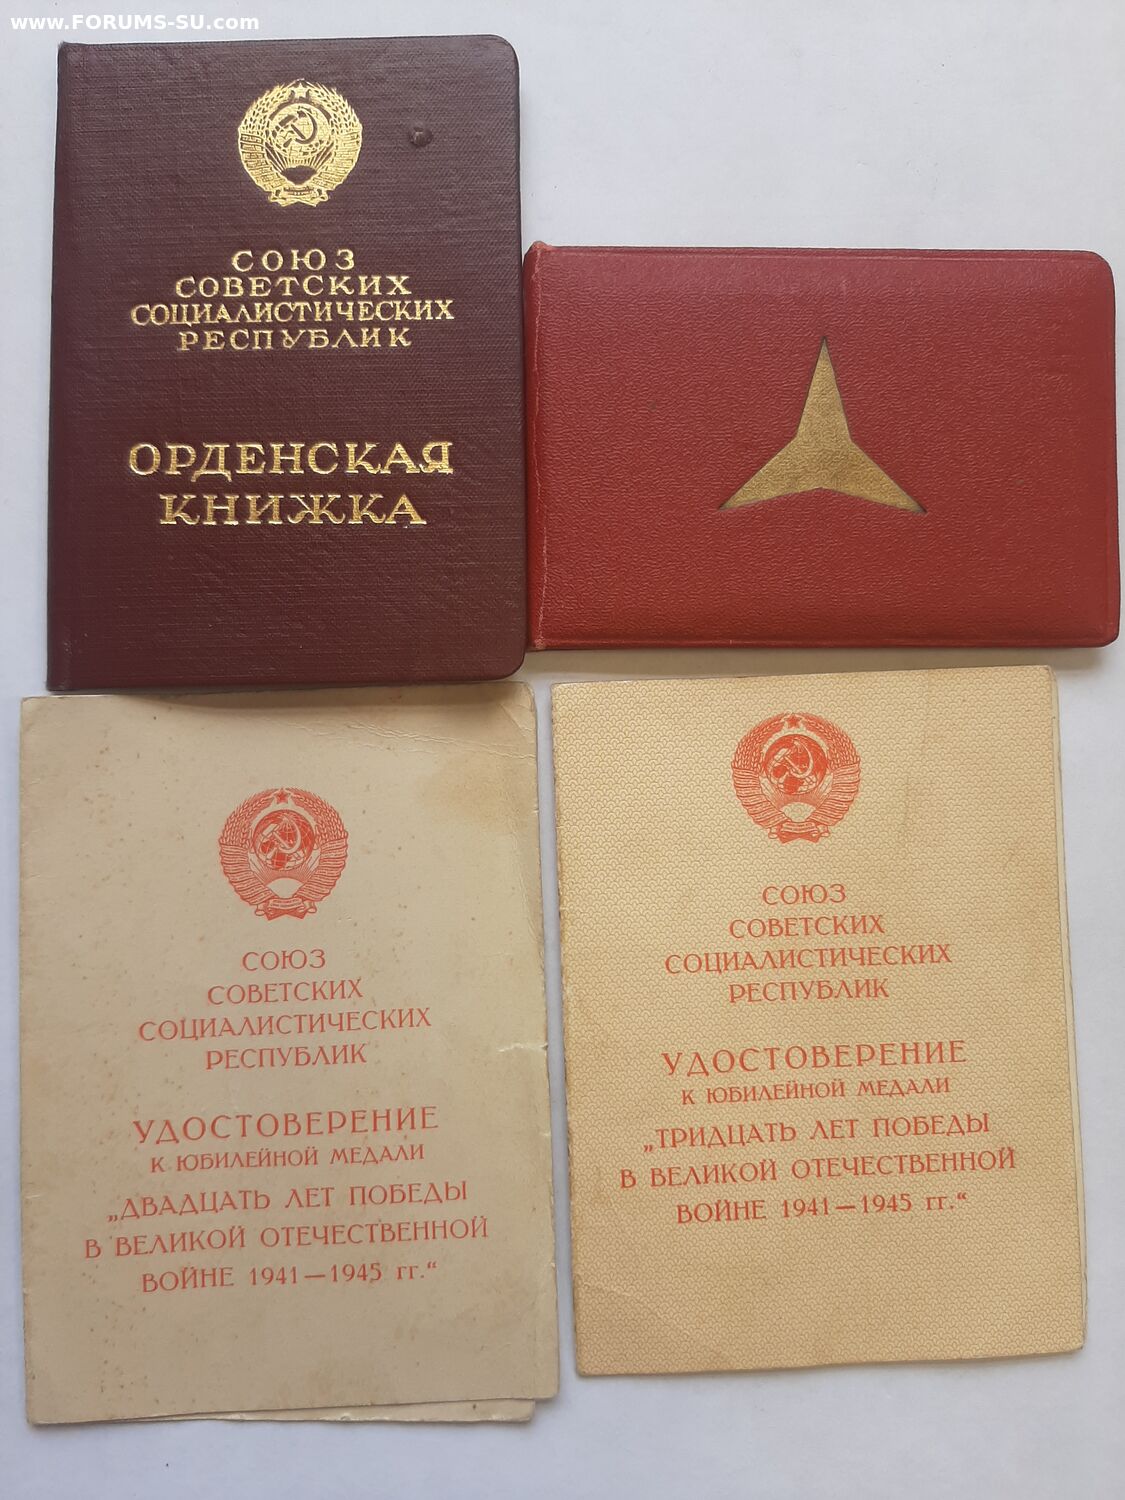 www.FORUMS-SU.com
СОЮЗ
СОВЕТСКИХ
СОЦИАЛИСТИЧЕСКИХ
РЕСПУБЛИК
ОРДЕНСКАЯ
КНИЖКА
СОЮЗ
СОВЕТСКИХ
СОЦИАЛИСТИЧЕСКИХ
РЕСПУБЛИК
УДОСТОВЕРЕНИЕ
К ЮБИЛЕЙНОЙ МЕДАЛИ
„ДВАДЦАТЬ ЛЕТ ПОБЕДЫ
В ВЕЛИКОЙ ОТЕЧЕСТВЕННОЙ
ВОЙНЕ 1941—1945 гг.“
СОЮЗ
СОВЕТСКИХ
СОЦИАЛИСТИЧЕСКИХ
РЕСПУБЛИК
УДОСТОВЕРЕНИЕ
К ЮБИЛЕЙНОЙ МЕДАЛИ
„ТРИДЦАТЬ ЛЕТ ПОБЕДЫ
В ВЕЛИКОЙ ОТЕЧЕСТВЕННОЙ
ВОЙНЕ 1941—1945 гг.“